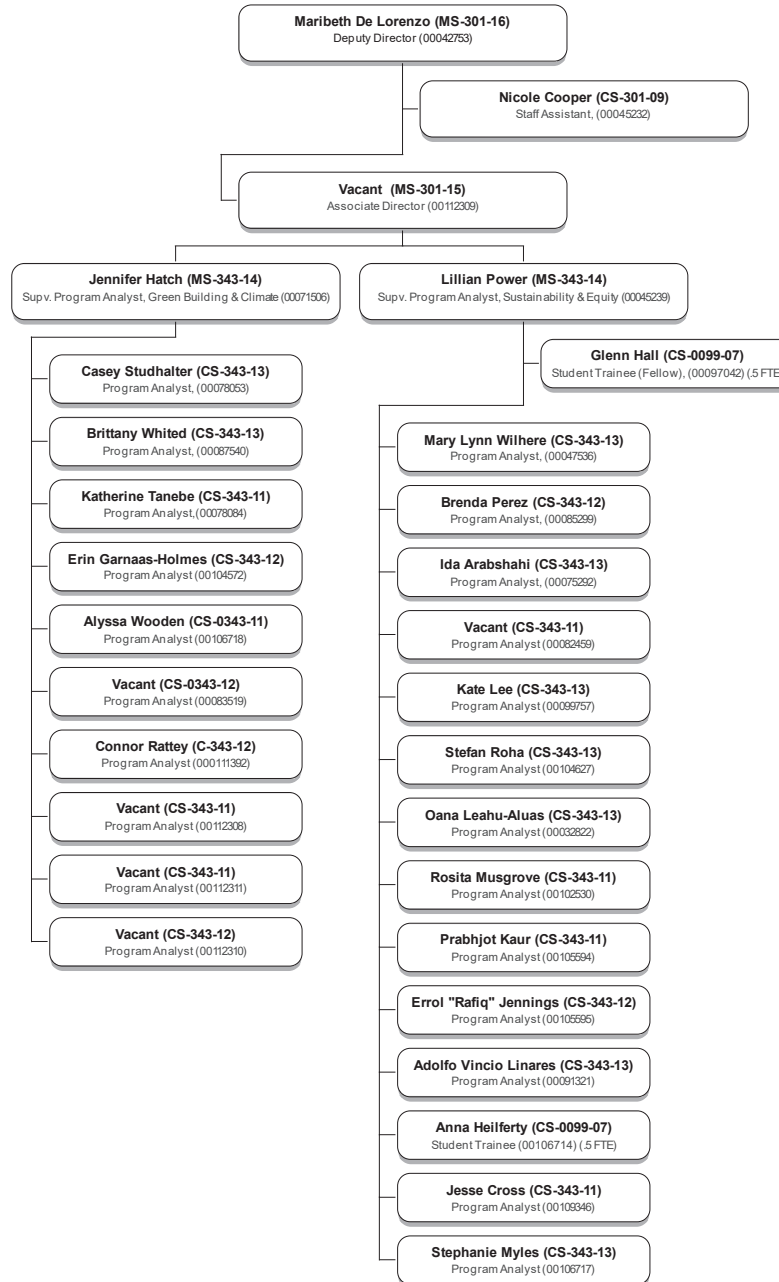 Maribeth De Lorenzo (MS-301-16)
Deputy Director (00042753)
Nicole Cooper (CS-301-09)
Staff Assistant, (00045232)
Vacant (MS-301-15)
Associate Director (00112309)
Jennifer Hatch (MS-343-14)
Supv. Program Analyst, Green Building & Climate (00071506)
Lillian Power (MS-343-14)
Supv. Program Analyst, Sustainability & Equity (00045239)
Glenn Hall (CS-0099-07)
Student Trainee (Fellow), (00097042) (.5 FTE
Casey Studhalter (CS-343-13)
Program Analyst, (00078053)
Brittany Whited (CS-343-13)
Program Analyst, (00087540)
Katherine Tanebe (CS-343-11)
Program Analyst,(00078084)
Erin Garnaas-Holmes (CS-343-12)
Program Analyst (00104572)
Alyssa Wooden (CS-0343-11)
Program Analyst (00106718)
Vacant (CS-0343-12)
Program Analyst (00083519)
Connor Rattey (C-343-12)
Program Analyst (000111392)
Vacant (CS-343-11)
Program Analyst (00112308)
Vacant (CS-343-11)
Program Analyst (00112311)
Vacant (CS-343-12)
Program Analyst (00112310)
Mary Lynn Wilhere (CS-343-13)
Program Analyst, (00047536)
Brenda Perez (CS-343-12)
Program Analyst, (00085299)
Ida Arabshahi (CS-343-13)
Program Analyst, (00075292)
Vacant (CS-343-11)
Program Analyst (00082459)
Kate Lee (CS-343-13)
Program Analyst (00099757)
Stefan Roha (CS-343-13)
Program Analyst (00104627)
Oana Leahu-Aluas (CS-343-13)
Program Analyst (00032822)
Rosita Musgrove (CS-343-11)
Program Analyst (00102530)
Prabhjot Kaur (CS-343-11)
Program Analyst (00105594)
Errol "Rafiq" Jennings (CS-343-12)
Program Analyst (00105595)
Adolfo Vincio Linares (CS-343-13)
Program Analyst (00091321)
Anna Heilferty (CS-0099-07)
Student Trainee (00106714) (.5 FTE)
Jesse Cross (CS-343-11)
Program Analyst (00109346)
Stephanie Myles (CS-343-13)
Program Analyst (00106717)